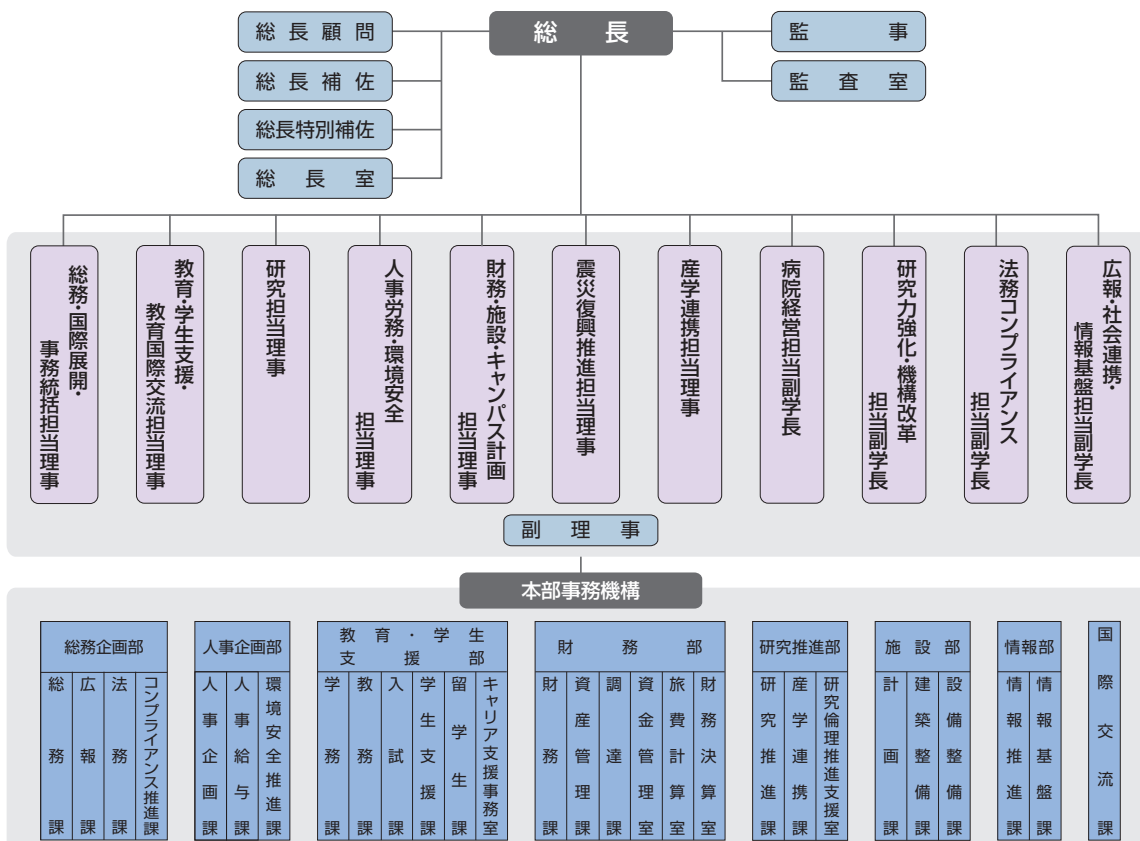 総長
総長顧問
総長補佐
総長特別補佐
総長室
監事
監査室
総務・国際展開・
事務統括担当理事
教育・学生支援・
教育国際交流担当理事
研究担当理事
人事労務・環境安全
担当理事
財務・施設・キャンパス計画
担当理事
震災復興推進担当理事
産学連携担当理事
病院経営担当副学長
研究力強化・機構改革
担当副学長
法務コンプライアンス
担当副学長
広報・社会連携・
情報基盤担当副学長
副理事
本部事務機構
総務企画部
総務課
広報課
法務課
コンプライアンス推進課
人事企画部
人事企画課
人事給与課
環境安全推進課
教育・学生
支援部
学務課
教務課
入試課
学生支援課
留学生課
キャリア支援事務室
財務部
財務課
資産管理課
調達課
資金管理室
旅費計算室
財務決算室
研究推進部
研究推進課
産学連携課
研究倫理推進支援室
施設部
計画課
建築整備課
設備整備課
情報部
情報推進課
情報基盤課
国際交流課